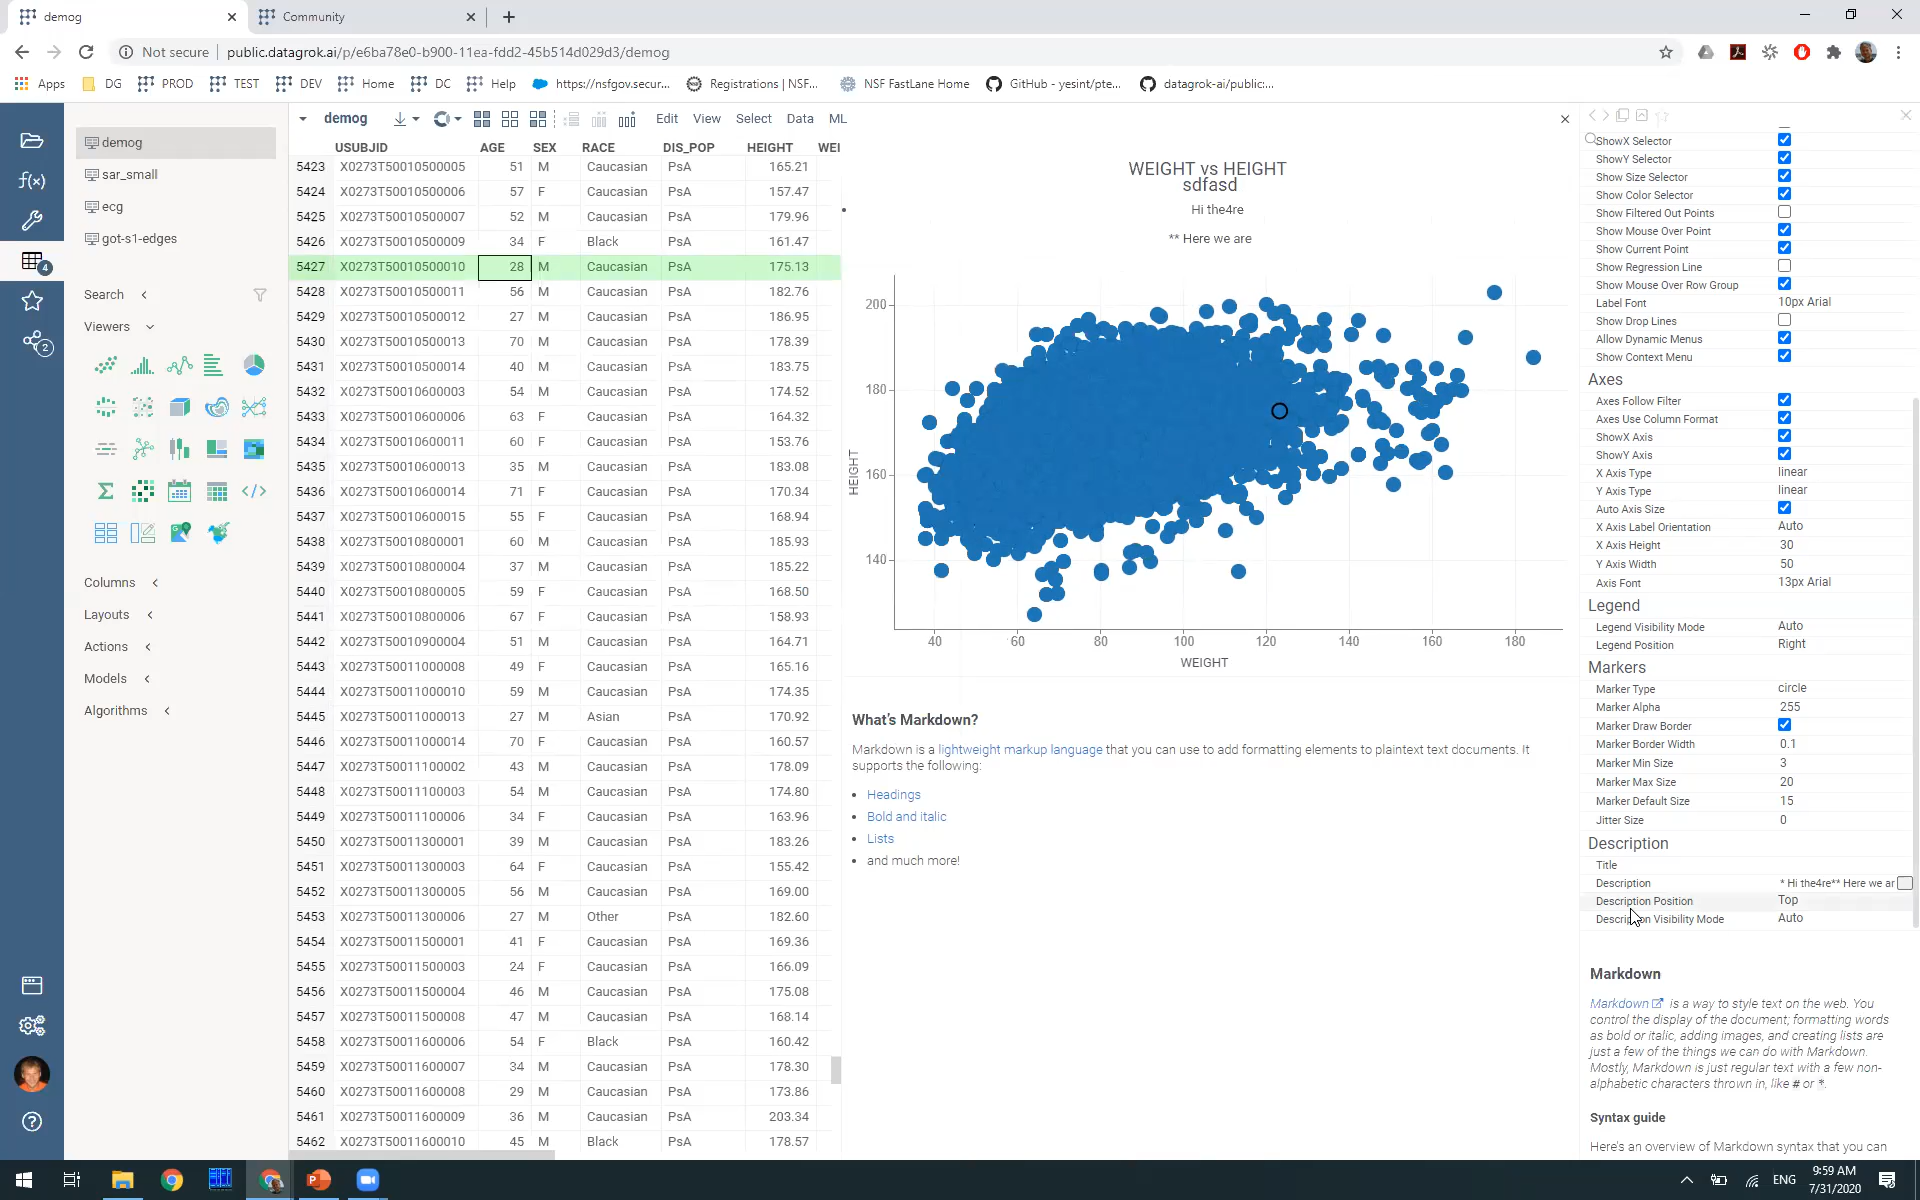 demog
Community
Not secure
public.datagrok.ai/p/e6ba78e0-b900-11ea-fdd2-45b514d029d3/demog
Apps DG PROD TEST DEV Home DC Help https://nsfgov.secur... Registrations | NSF... NSF FastLane Home GitHub - yesint/pte... datagrok-ai/public:...
demog
sar_small
ecg
got-s1-edges
Search
Viewers
Columns
Layouts
Actions
Models
Algorithms
4
2
demog Edit View Select Data ML
USUBJID AGE SEX RACE DIS_POP HEIGHT WEI
5423 X0273T50010500005 51 M Caucasian PsA 165.21
5424 X0273T50010500006 57 F Caucasian PsA 157.47
5425 X0273T50010500007 52 M Caucasian PsA 179.96
5426 X0273T50010500009 34 F Black PsA 161.47
5427 X0273T50010500010 28 M Caucasian PsA 175.13
5428 X0273T50010500011 56 M Caucasian PsA 182.76
5429 X0273T50010500012 27 M Caucasian PsA 186.95
5430 X0273T50010500013 70 M Caucasian PsA 178.39
5431 X0273T50010500014 40 M Caucasian PsA 183.75
5432 X0273T50010600003 54 M Caucasian PsA 174.52
5433 X0273T50010600006 63 F Caucasian PsA 164.32
5434 X0273T50010600011 60 F Caucasian PsA 153.76
5435 X0273T50010600013 35 M Caucasian PsA 183.08
5436 X0273T50010600014 71 F Caucasian PsA 170.34
5437 X0273T50010600015 55 F Caucasian PsA 168.94
5438 X0273T50010800001 60 M Caucasian PsA 185.93
5439 X0273T50010800004 37 M Caucasian PsA 185.22
5440 X0273T50010800005 59 F Caucasian PsA 168.50
5441 X0273T50010800006 67 F Caucasian PsA 158.93
5442 X0273T50010900004 51 M Caucasian PsA 164.71
5443 X0273T50011000008 49 F Caucasian PsA 165.16
5444 X0273T50011000010 59 M Caucasian PsA 174.35
5445 X0273T50011000013 27 M Asian PsA 170.92
5446 X0273T50011000014 70 F Caucasian PsA 160.57
5447 X0273T50011100002 43 M Caucasian PsA 178.09
5448 X0273T50011100003 54 M Caucasian PsA 174.80
5449 X0273T50011100006 34 F Caucasian PsA 163.96
5450 X0273T50011300001 39 M Caucasian PsA 183.26
5451 X0273T50011300003 64 F Caucasian PsA 155.42
5452 X0273T50011300005 56 M Caucasian PsA 169.00
5453 X0273T50011300006 27 M Other PsA 182.60
5454 X0273T50011500001 41 F Caucasian PsA 169.36
5455 X0273T50011500003 24 F Caucasian PsA 166.09
5456 X0273T50011500004 46 M Caucasian PsA 175.08
5457 X0273T50011500008 47 M Caucasian PsA 168.14
5458 X0273T50011600006 54 F Black PsA 160.42
5459 X0273T50011600007 34 M Caucasian PsA 178.30
5460 X0273T50011600008 29 M Caucasian PsA 173.86
5461 X0273T50011600009 36 M Caucasian PsA 203.34
5462 X0273T50011600010 45 M Black PsA 178.57
WEIGHT vs HEIGHT
sdfasd
Hi the4re
** Here we are
HEIGHT
200
180
160
140
40 60 80 100 120 140 160 180
WEIGHT
What's Markdown?
Markdown is a lightweight markup language that you can use to add formatting elements to plaintext text documents. It
supports the following:
Headings
Bold and italic
Lists
and much more!
ShowX Selector
ShowY Selector
Show Size Selector
Show Color Selector
Show Filtered Out Points
Show Mouse Over Point
Show Current Point
Show Regression Line
Show Mouse Over Row Group
Label Font 10px Arial
Show Drop Lines
Allow Dynamic Menus
Show Context Menu
Axes
Axes Follow Filter
Axes Use Column Format
ShowX Axis
ShowY Axis
X Axis Type linear
Y Axis Type linear
Auto Axis Size
X Axis Label Orientation Auto
X Axis Height 30
Y Axis Width 50
Axis Font 13px Arial
Legend
Legend Visibility Mode Auto
Legend Position Right
Markers
Marker Type circle
Marker Alpha 255
Marker Draw Border
Marker Border Width 0.1
Marker Min Size 3
Marker Max Size 20
Marker Default Size 15
Jitter Size 0
Description
Title
Description * Hi the4re** Here we ar
Description Position Top
Description Visibility Mode Auto
Markdown
Markdown is a way to style text on the web. You
control the display of the document; formatting words
as bold or italic, adding images, and creating lists are
just a few of the things we can do with Markdown.
Mostly, Markdown is just regular text with a few non-
alphabetic characters thrown in, like # or *.
Syntax guide
Here's an overview of Markdown syntax that you can
ENG
9:59 AM
7/31/2020